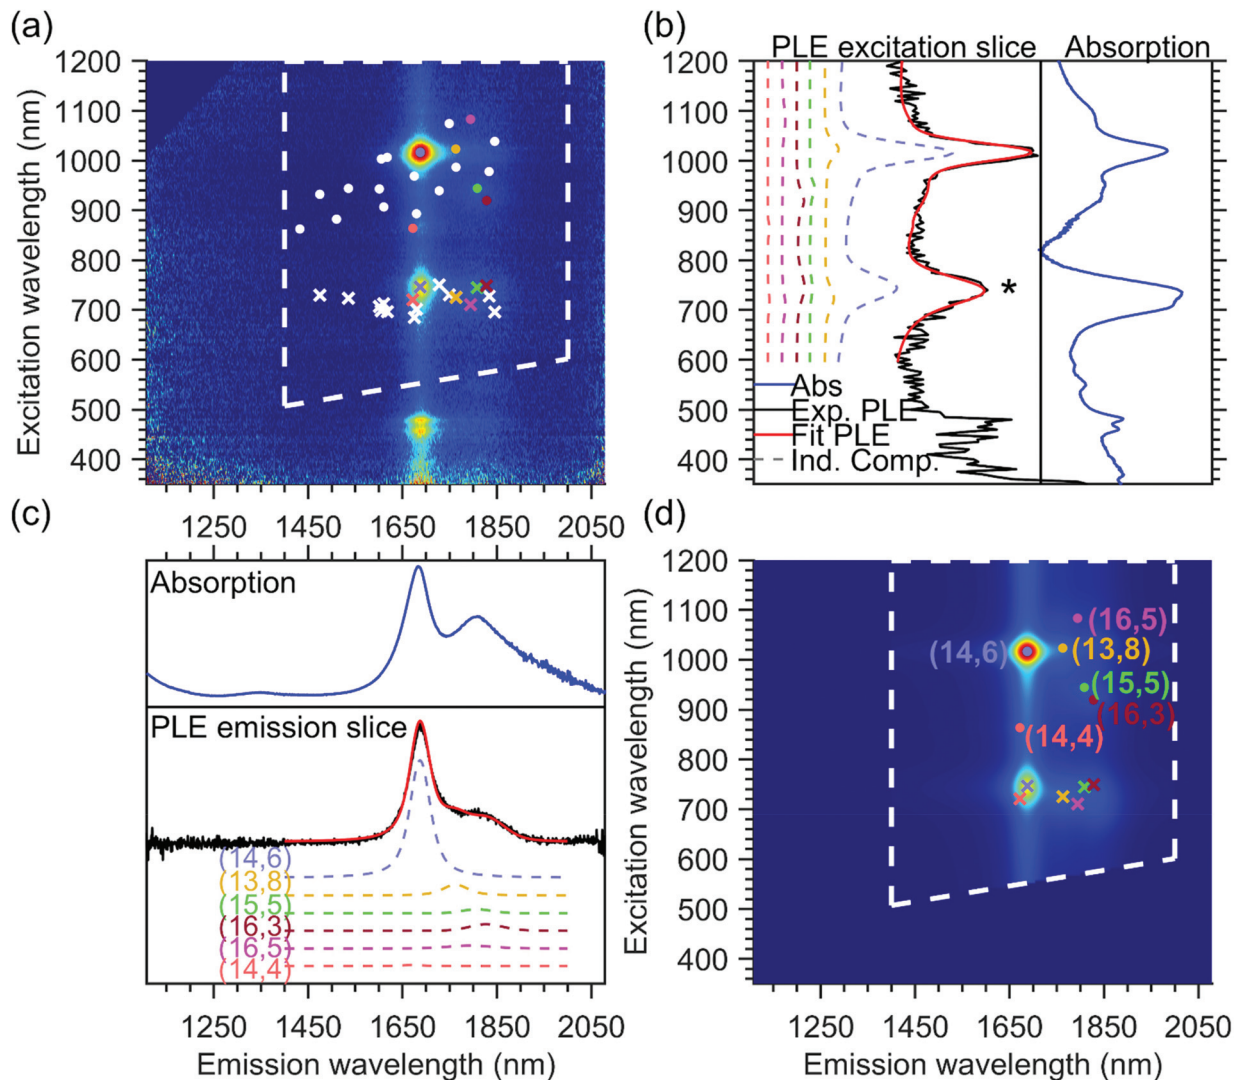 (a)
1200
1100
1000
900
800
700
600
500
400
Excitation wavelength (nm)
(b)
PLE excitation slice
Absorption
1200
1100
1000
900
800
700
600
500
400
*
Abs
Exp. PLE
Fit PLE
Ind. Comp.
(c)
1250 1450 1650 1850 2050
Absorption
PLE emission slice
(14,6)
(13,8)
(15,5)
(16,3)
(16,5)
(14,4)
1250 1450 1650 1850 2050
Emission wavelength (nm)
(d)
1200
1100
1000
900
800
700
600
500
400
Excitation wavelength (nm)
(16,5)
(14,6)
(13,8)
(15,5)
(16,3)
(14,4)
1250 1450 1650 1850 2050
Emission wavelength (nm)